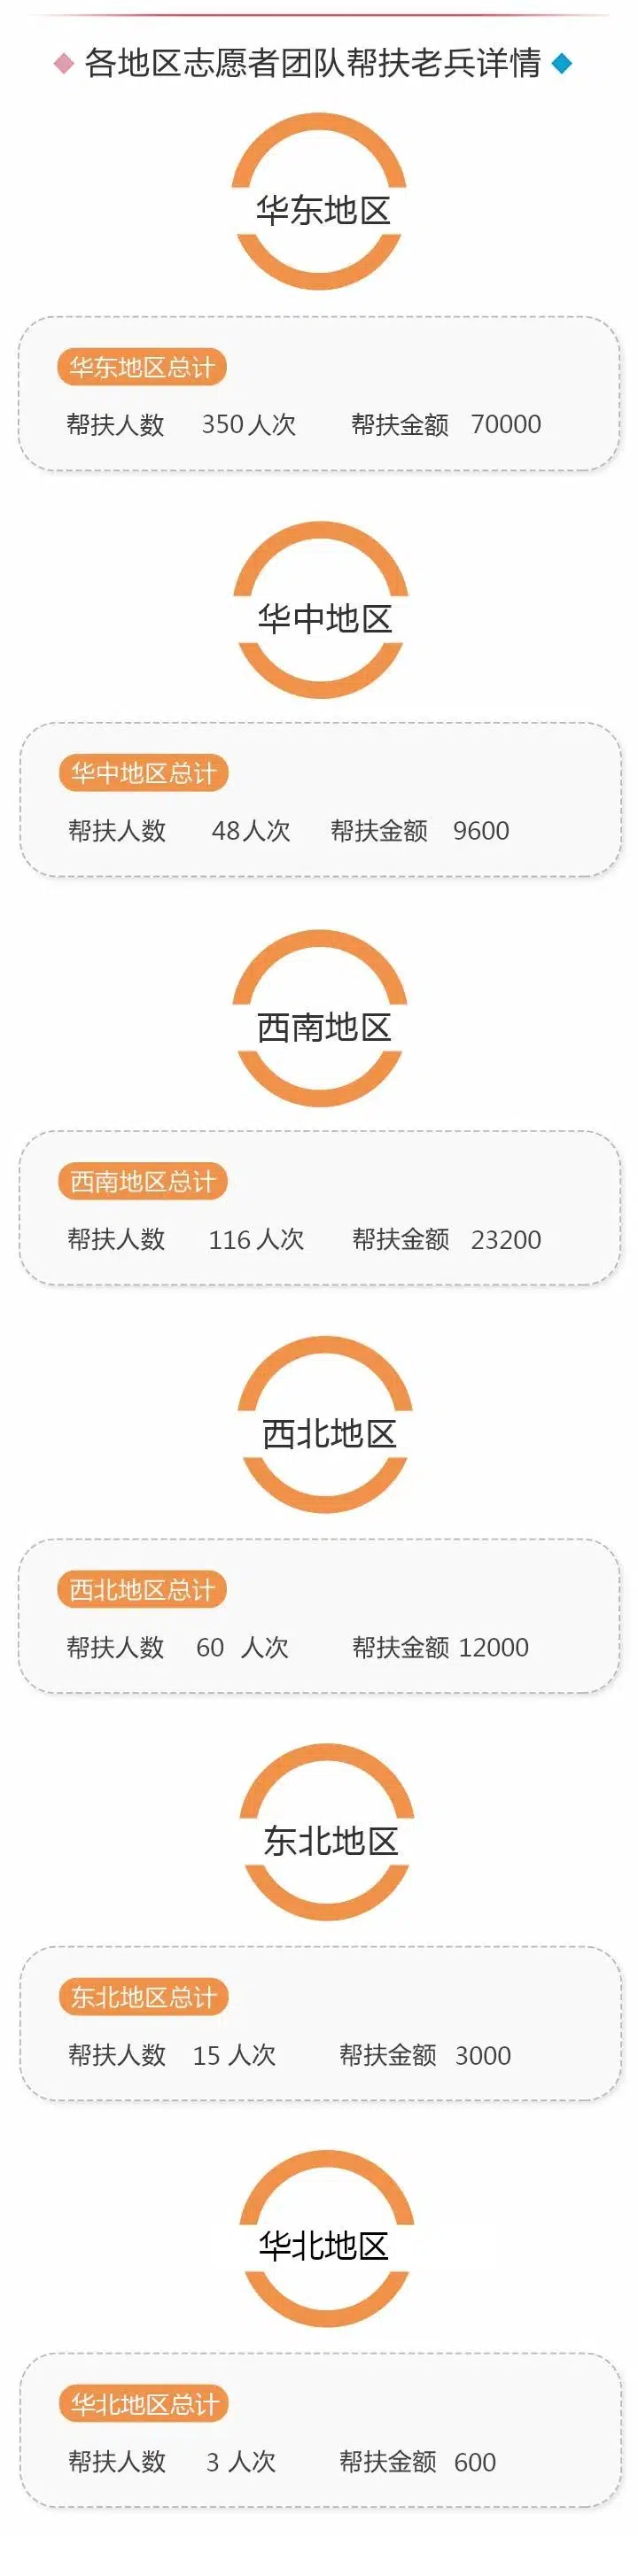 各地区志愿者团队帮扶老兵详情
华东地区
华东地区总计
帮扶人数 350人次 帮扶金额 70000
华中地区
华中地区总计
帮扶人数 48人次 帮扶金额 9600
西南地区
西南地区总计
帮扶人数 116人次 帮扶金额 23200
西北地区
西北地区总计
帮扶人数 60 人次 帮扶金额 12000
东北地区
东北地区总计
帮扶人数 15 人次 帮扶金额 3000
华北地区
华北地区总计
帮扶人数 3 人次 帮扶金额 600